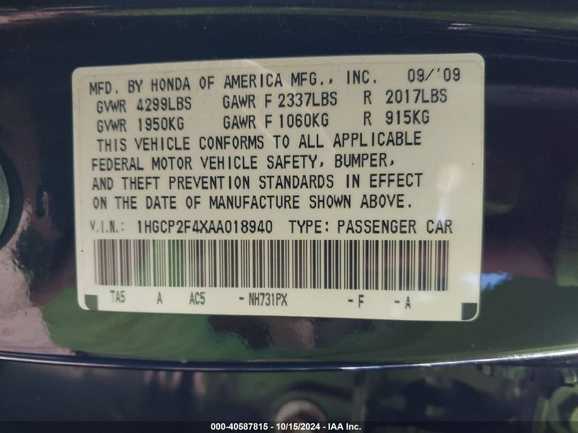 MFD. BY HONDA OF AMERICA MFG., INC. 09/'09
GVWR 4299LBS GAWR F 2337LBS R 2017LBS
GVWR 1950KG GAWR F 1060KG R 915KG
THIS VEHICLE CONFORMS TO ALL APPLICABLE
FEDERAL MOTOR VEHICLE SAFETY, BUMPER,
AND THEFT PREVENTION STANDARDS IN EFFECT
ON THE DATE OF MANUFACTURE SHOWN ABOVE.
V.I.N.: 1HGCP2F4XAA018940 TYPE: PASSENGER CAR
TA5 A AC5 - NH731PX - F - A
000-40587815 - 10/15/2024 - IAA Inc.